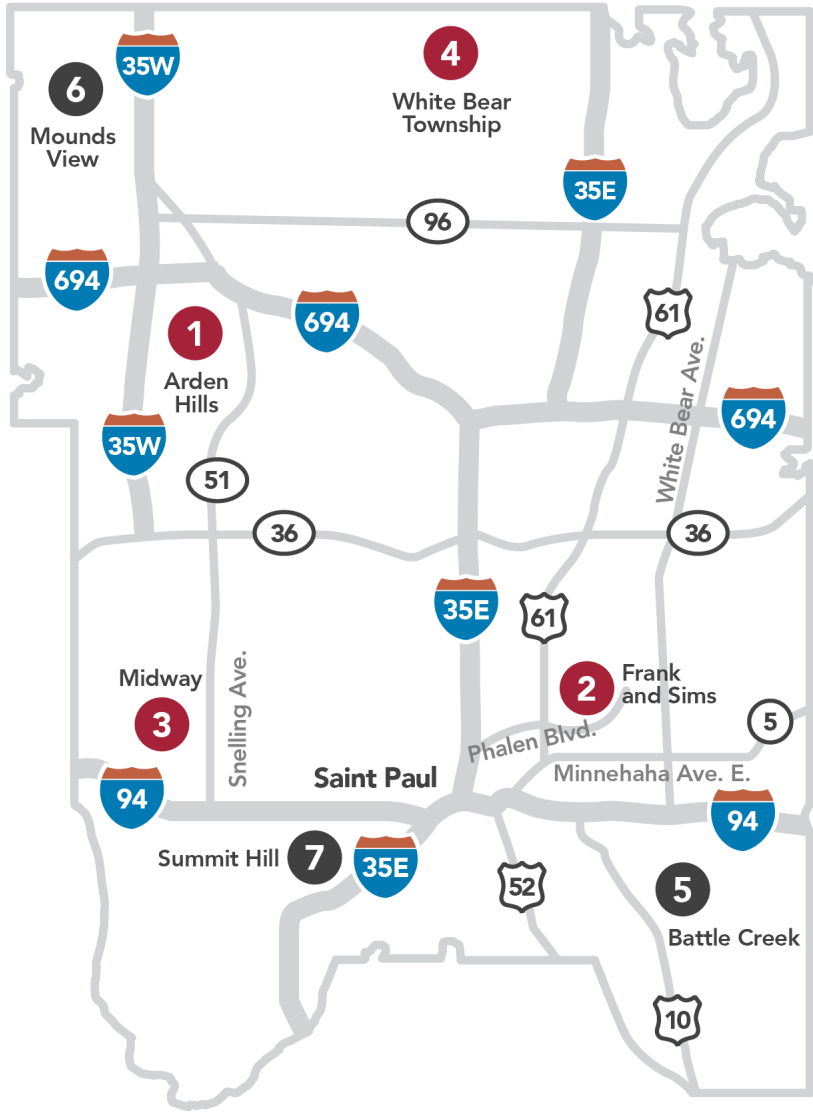 35W
4
6
White Bear
Township
Mounds
View
35E
96
694
694
61
1
Arden
Hills
White Bear Ave.
694
35W
51
36
36
35E
61
Midway
Frank
and Sims
2
3
Snelling Ave.
5
Phalen Blvd.
Saint Paul
Minnehaha Ave. E.
94
94
Summit Hill
7
35E
52
5
Battle Creek
10